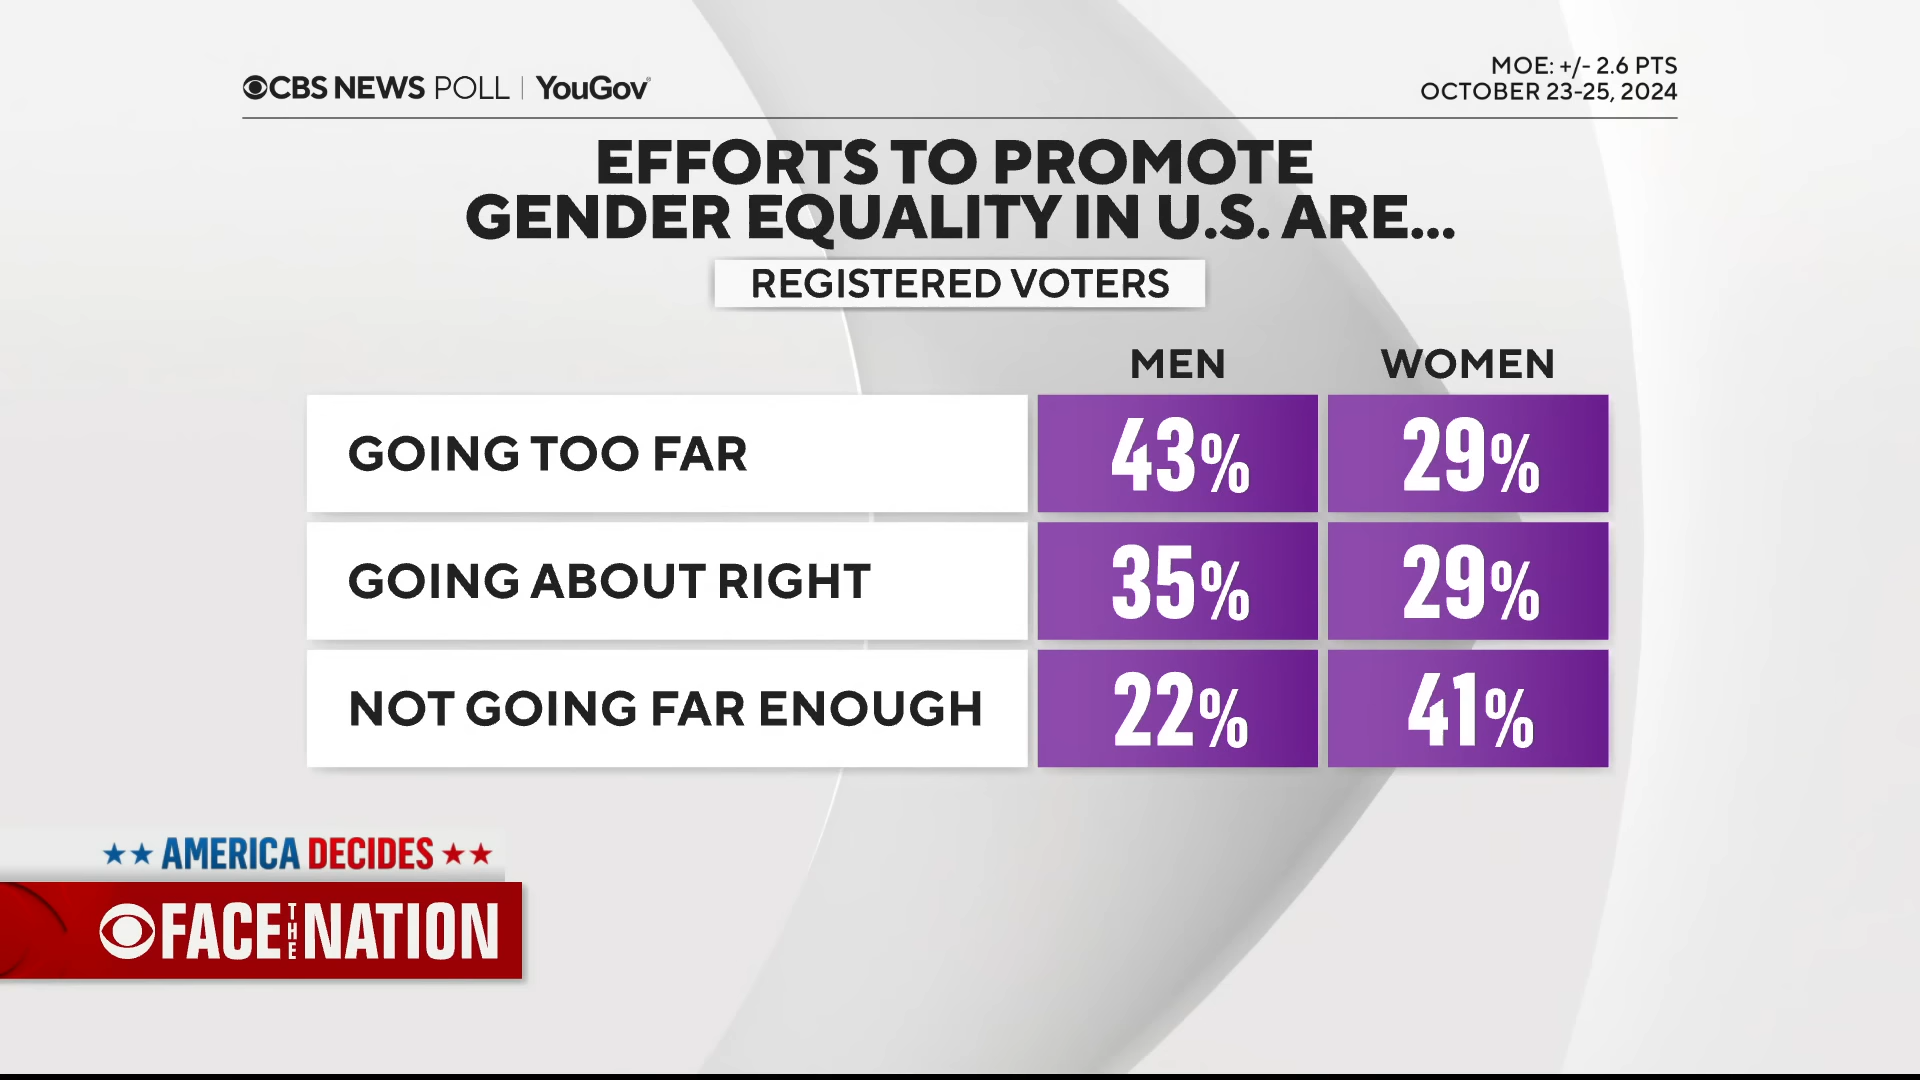 CBS NEWS POLL | YouGov
MOE: +/- 2.6 PTS
OCTOBER 23-25, 2024
EFFORTS TO PROMOTE
GENDER EQUALITY IN U.S. ARE...
REGISTERED VOTERS
MEN WOMEN
GOING TOO FAR 43% 29%
GOING ABOUT RIGHT 35% 29%
NOT GOING FAR ENOUGH 22% 41%
AMERICA DECIDES
FACE THE NATION